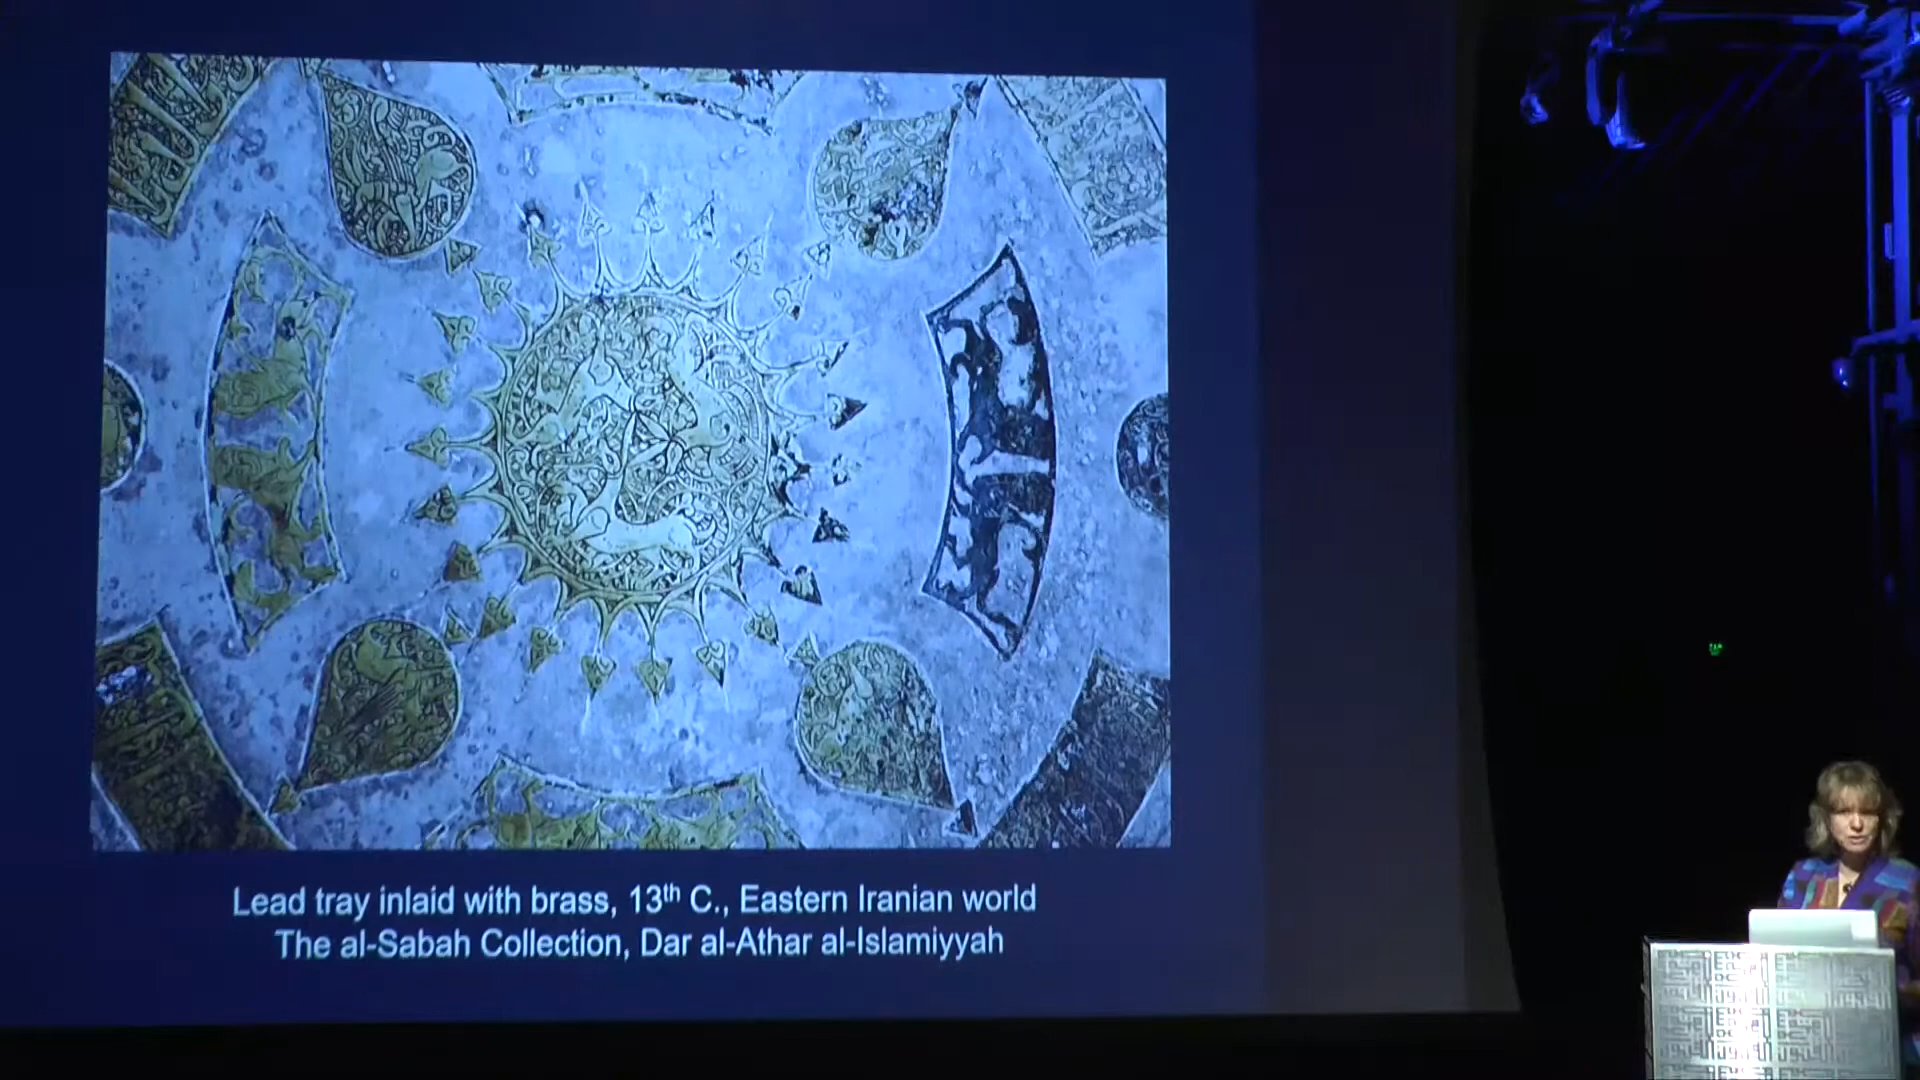 Lead tray inlaid with brass, 13th C., Eastern Iranian world
The al-Sabah Collection, Dar al-Athar al-Islamiyyah